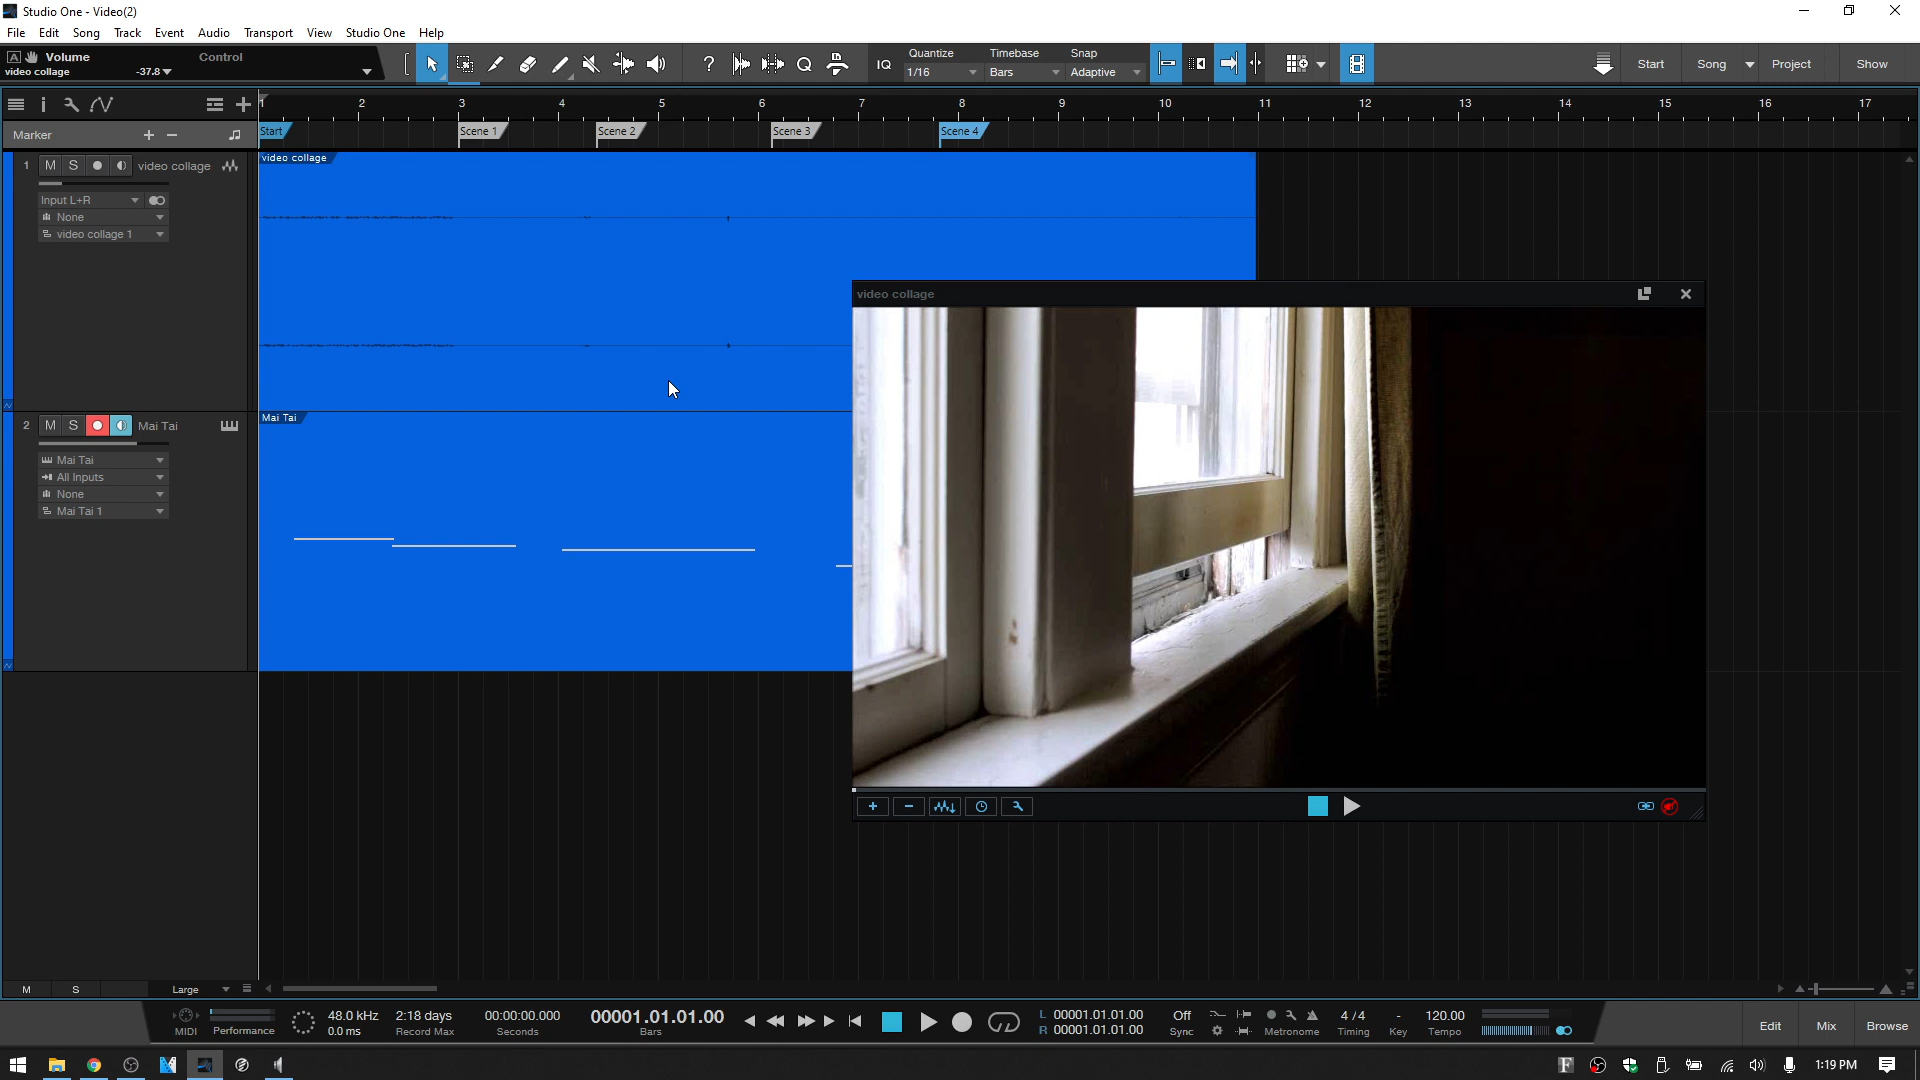 Studio One - Video(2)
File Edit Song Track Event Audio Transport View Studio One Help
A Volume Control
video collage -37.8
? Q IQ
Quantize Timebase Snap
1/16 Bars Adaptive
Start Song Project Show
1 2 3 4 5 6 7 8 9 10 11 12 13 14 15 16 17
Marker + -
Start Scene 1 Scene 2 Scene 3 Scene 4
video collage
1 M S video collage
Input L+R
None
video collage 1
video collage
Mai Tai
2 M S Mai Tai
Mai Tai
All Inputs
None
Mai Tai 1
M S Large
MIDI Performance
48.0 kHz 2:18 days 00:00:00.000 00001.01.01.00
0.0 ms Record Max Seconds Bars
L 00001.01.01.00
R 00001.01.01.00
Off 4 / 4 - 120.00
Sync Metronome Timing Key Tempo
Edit Mix Browse
1:19 PM